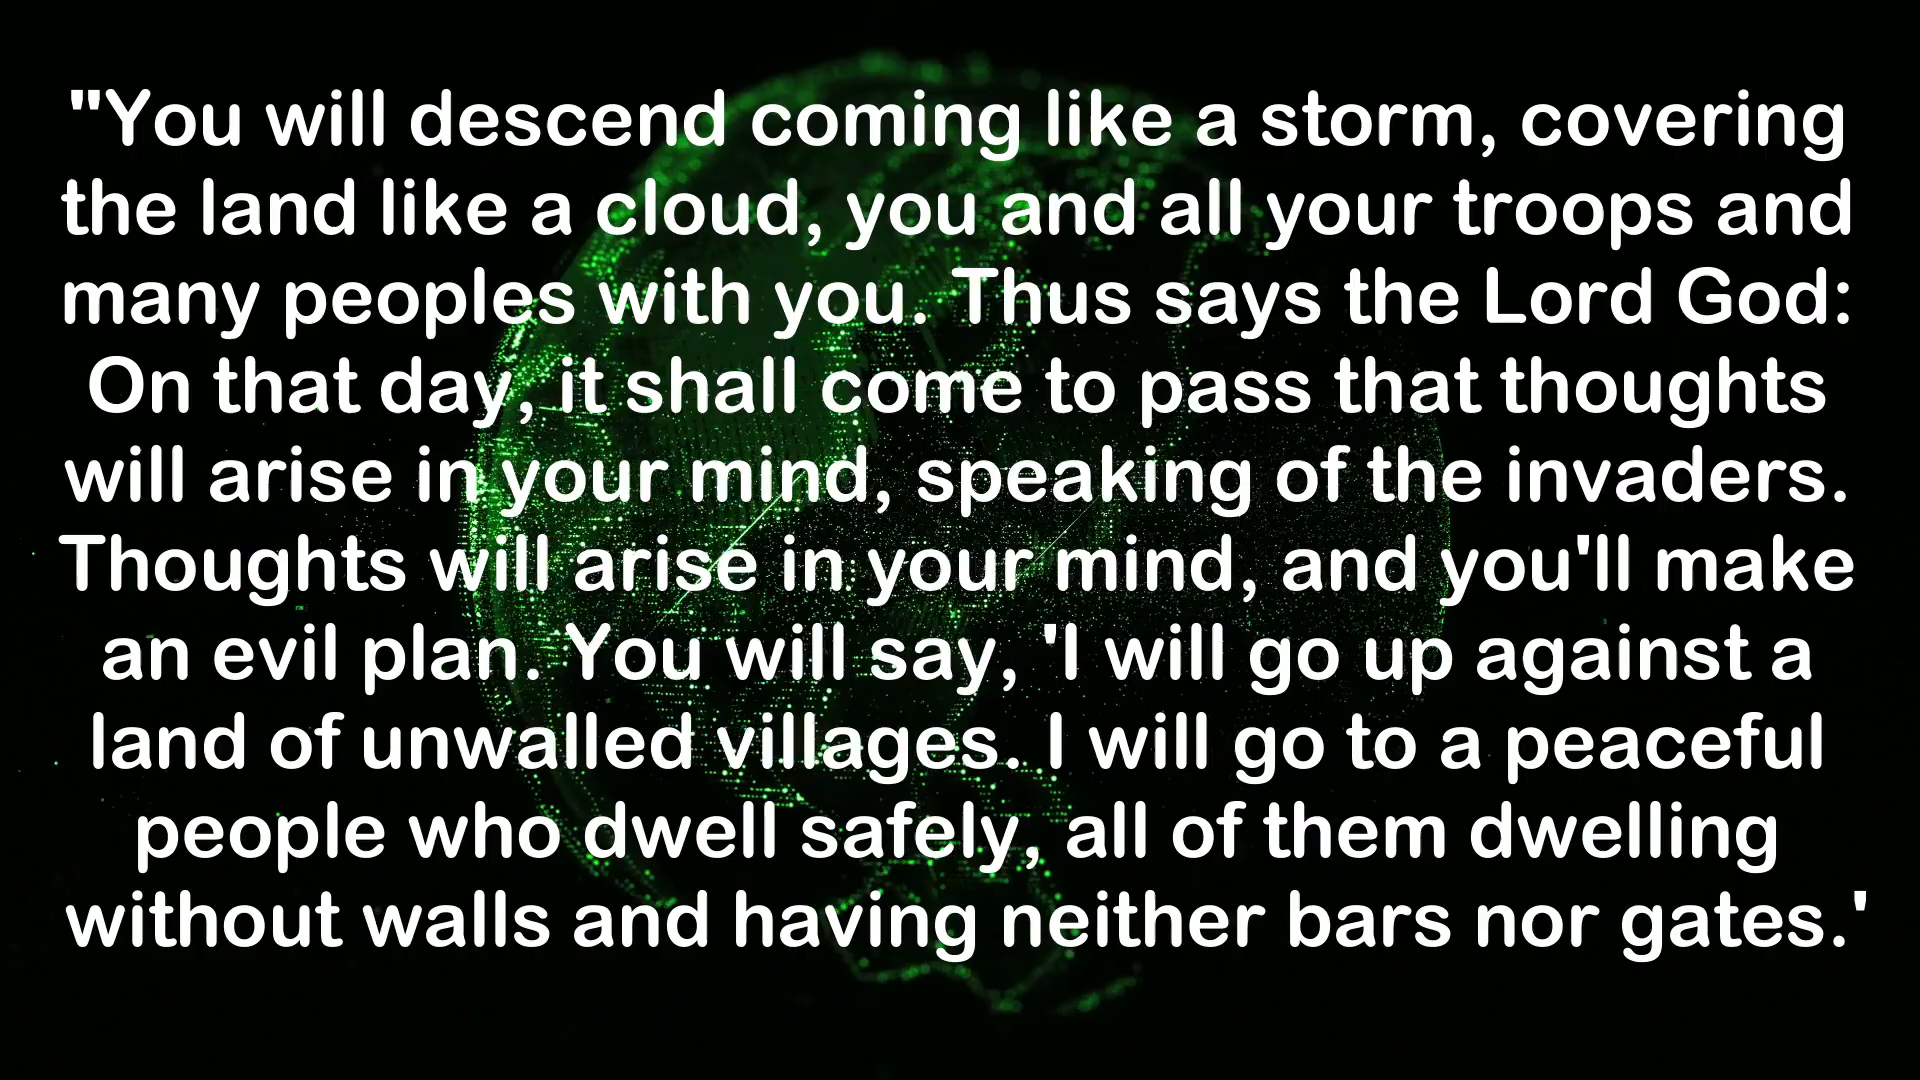 "You will descend coming like a storm, covering
the land like a cloud, you and all your troops and
many peoples with you. Thus says the Lord God:
On that day, it shall come to pass that thoughts
will arise in your mind, speaking of the invaders.
Thoughts will arise in your mind, and you'll make
an evil plan. You will say, 'I will go up against a
land of unwalled villages. I will go to a peaceful
people who dwell safely, all of them dwelling
without walls and having neither bars nor gates.'